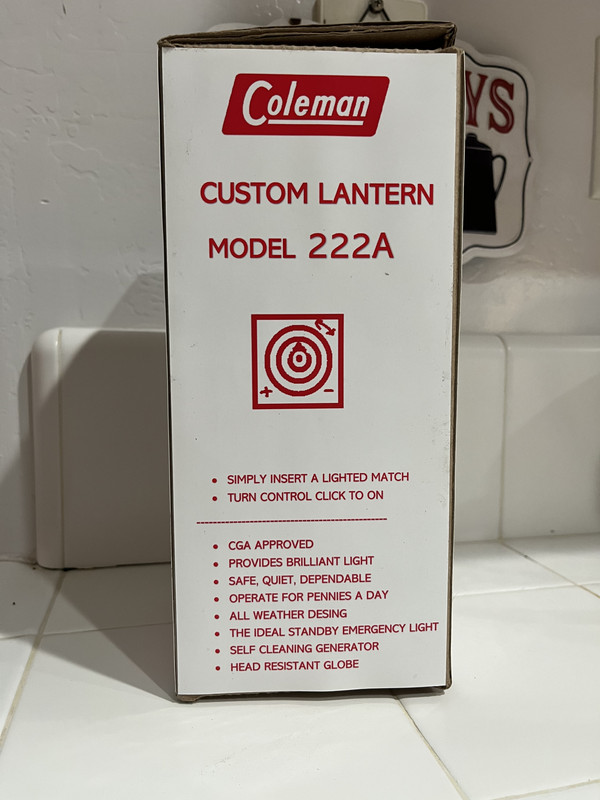 Coleman
YS
CUSTOM LANTERN
MODEL 222A
+ -
• SIMPLY INSERT A LIGHTED MATCH
• TURN CONTROL CLICK TO ON
--------------------------------------------------
• CGA APPROVED
• PROVIDES BRILLIANT LIGHT
• SAFE, QUIET, DEPENDABLE
• OPERATE FOR PENNIES A DAY
• ALL WEATHER DESING
• THE IDEAL STANDBY EMERGENCY LIGHT
• SELF CLEANING GENERATOR
• HEAD RESISTANT GLOBE